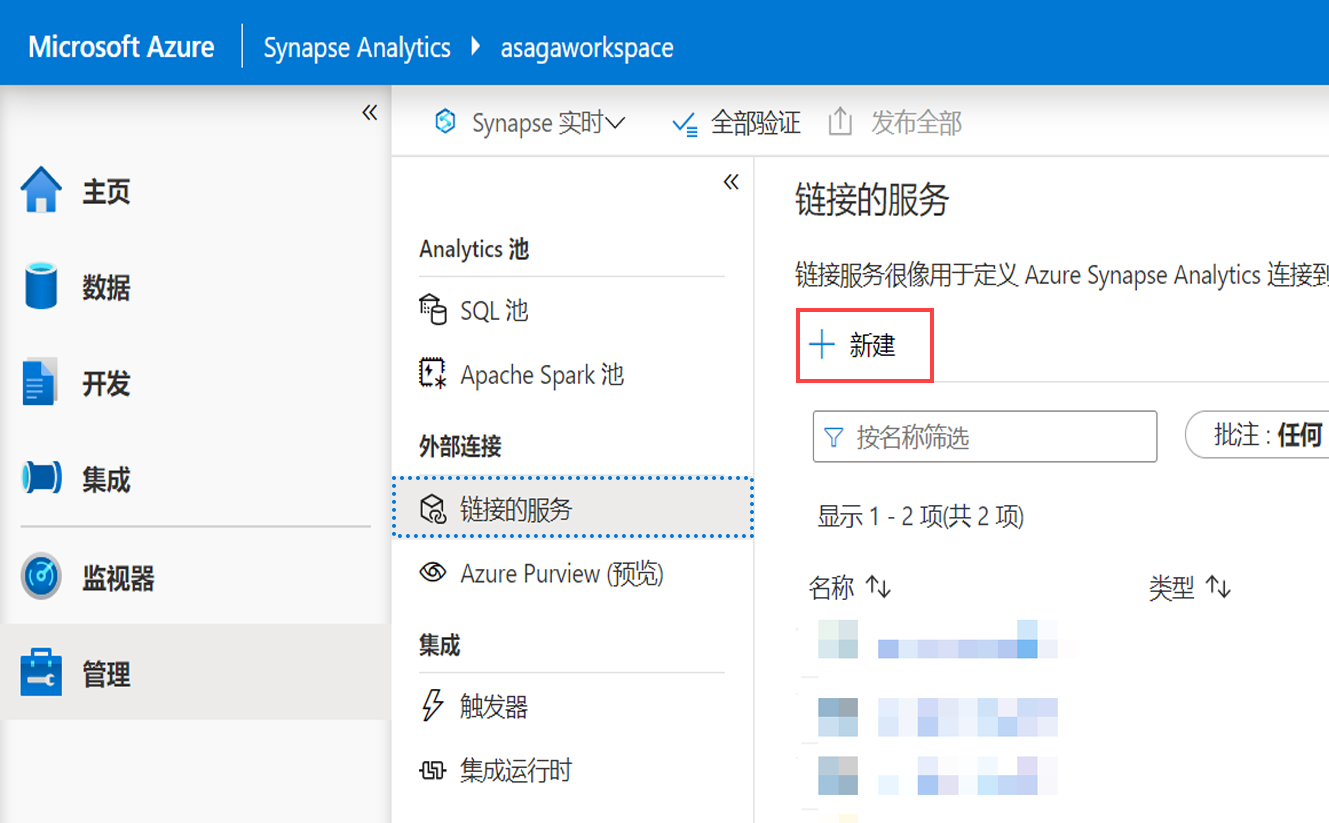 Microsoft Azure
Synapse Analytics
asagaworkspace
主页
数据
开发
集成
监视器
管理
Synapse 实时
全部验证
发布全部
Analytics 池
SQL 池
Apache Spark 池
外部连接
链接的服务
Azure Purview (预览)
集成
触发器
集成运行时
链接的服务
链接服务很像用于定义 Azure Synapse Analytics 连接到
新建
按名称筛选
批注 : 任何
显示 1 - 2 项(共 2 项)
名称
类型